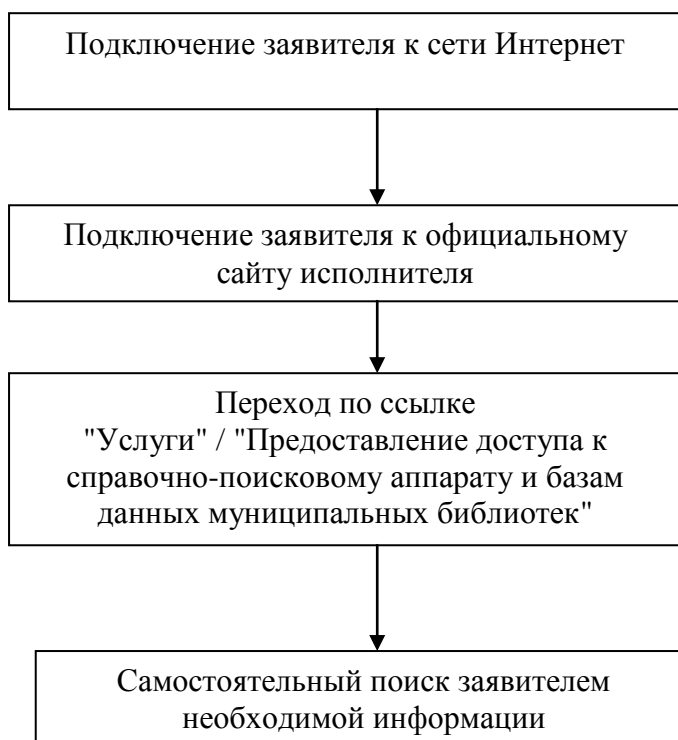 Подключение заявителя к сети Интернет
Подключение заявителя к официальному
сайту исполнителя
Переход по ссылке
"Услуги" / "Предоставление доступа к
справочно-поисковому аппарату и базам
данных муниципальных библиотек"
Самостоятельный поиск заявителем
необходимой информации